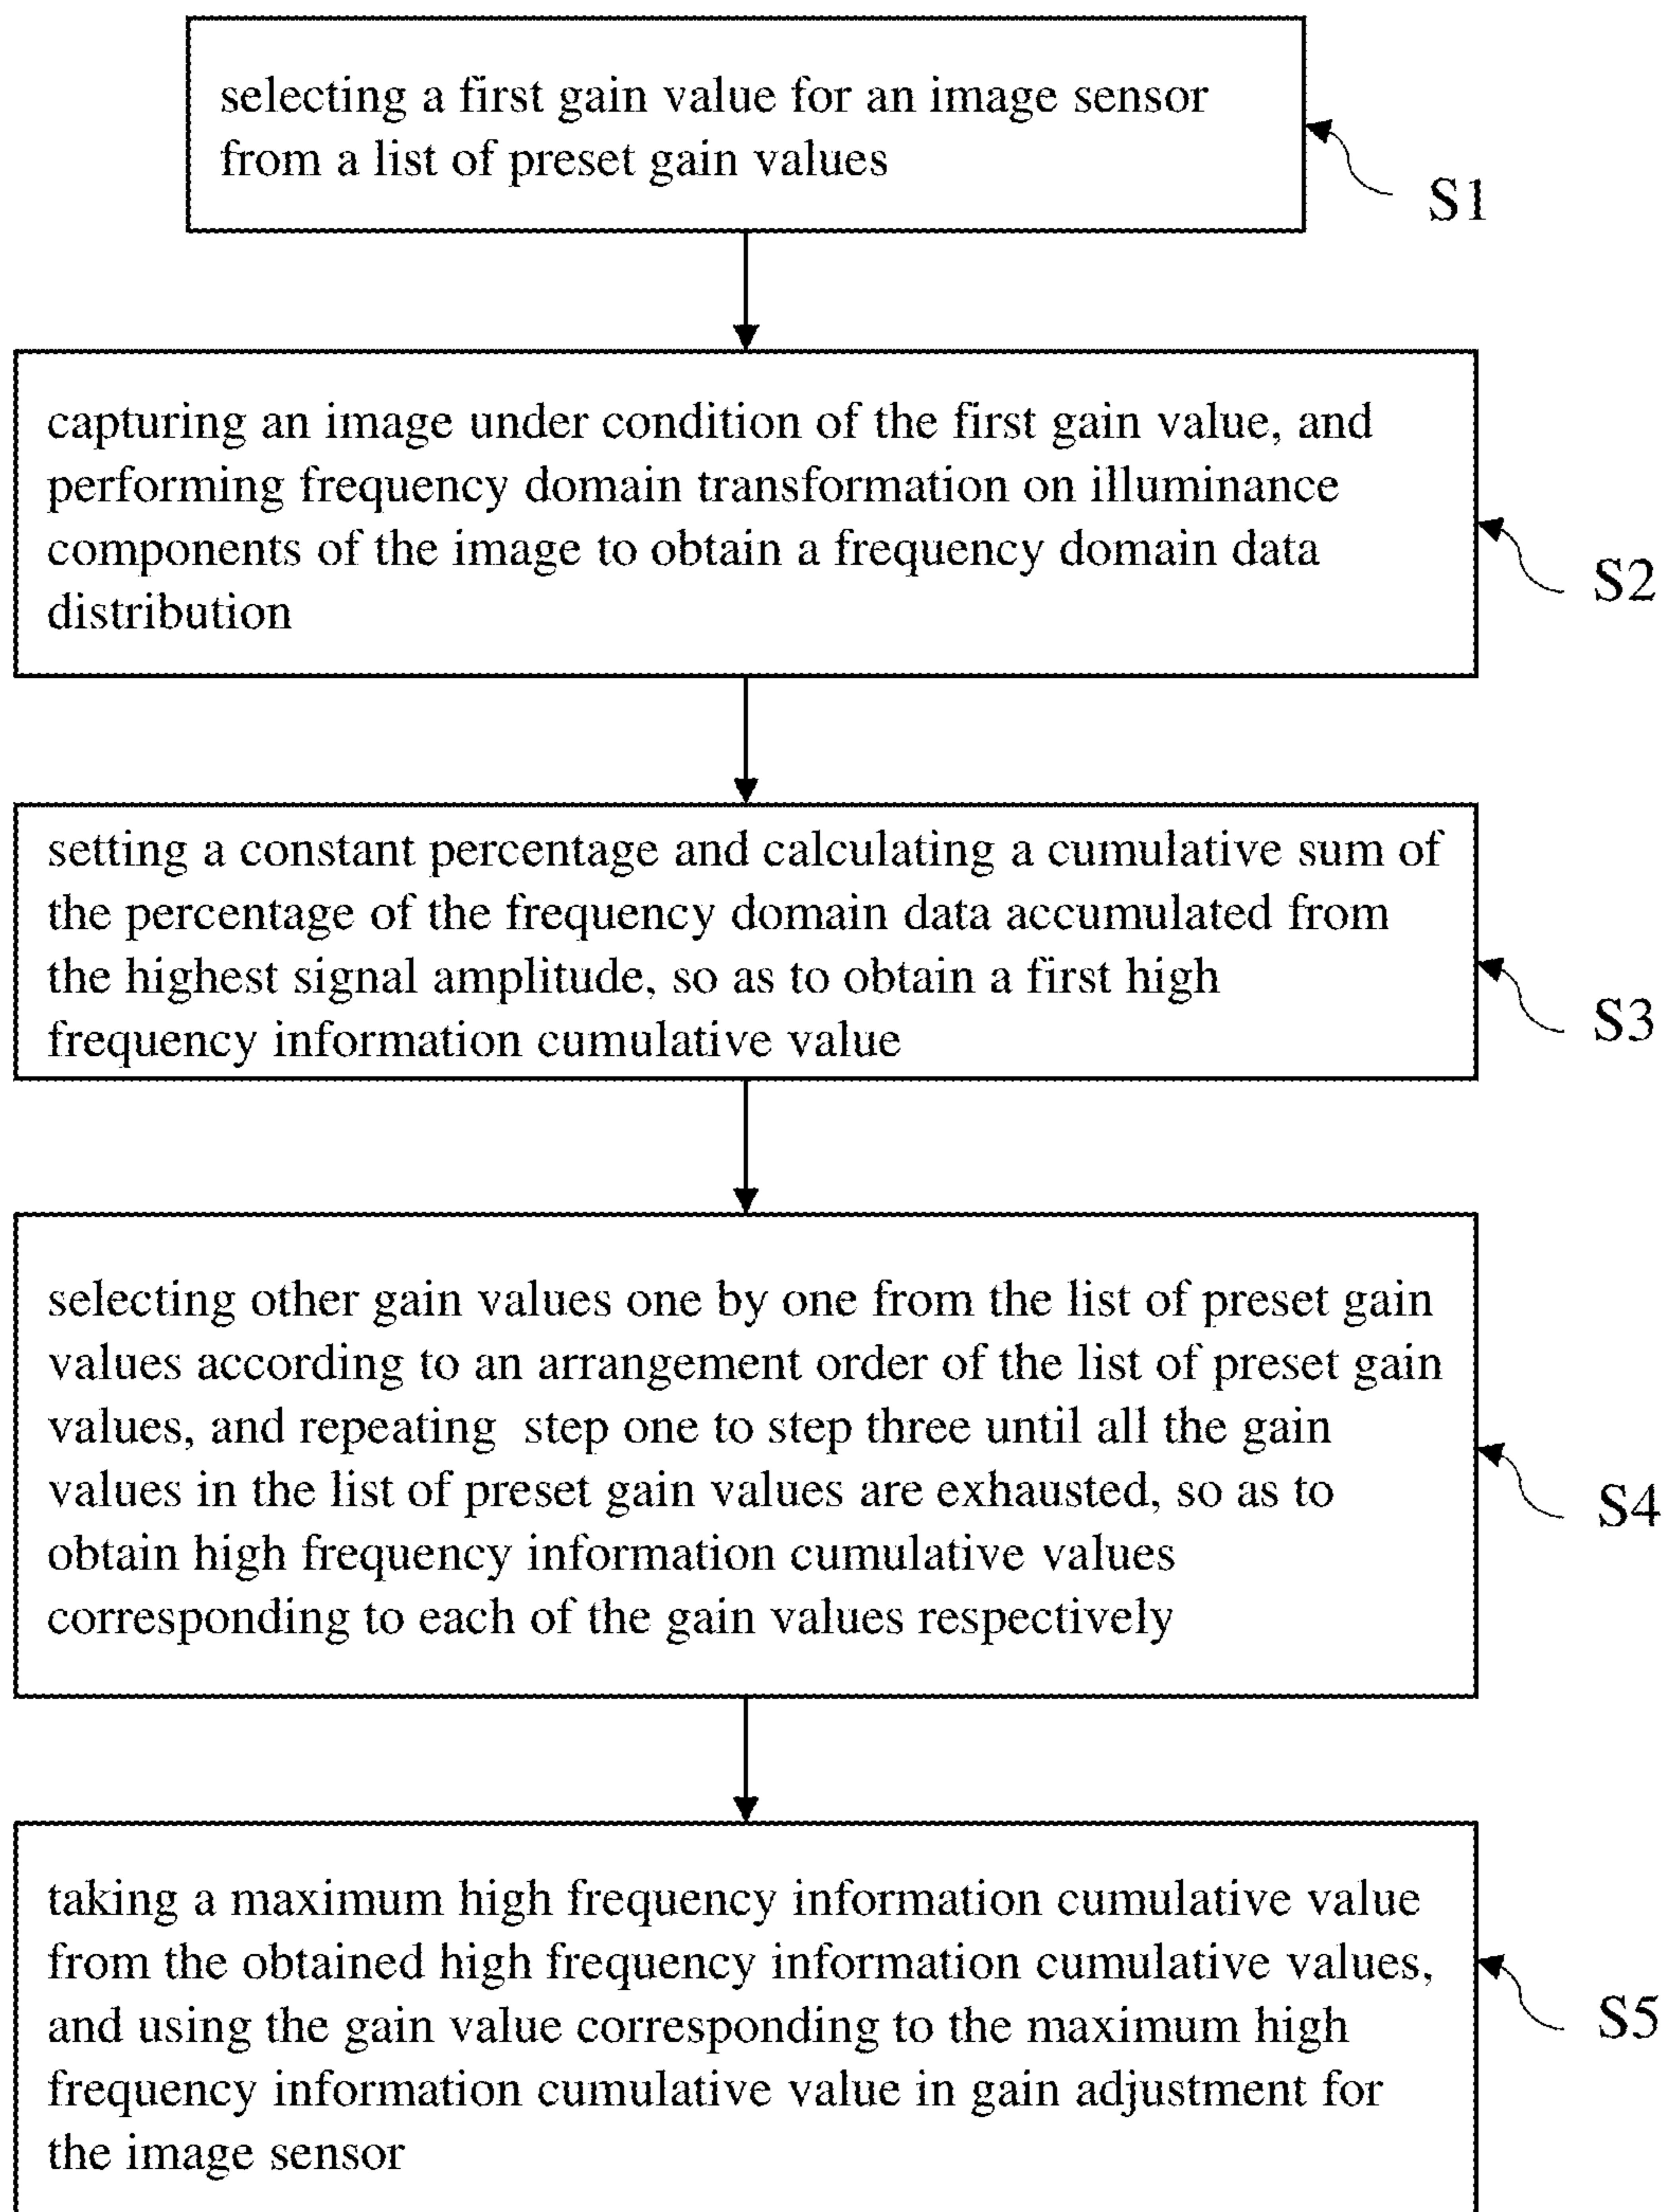 selecting a first gain value for an image sensor
from a list of preset gain values
S1
capturing an image under condition of the first gain value, and
performing frequency domain transformation on illuminance
components of the image to obtain a frequency domain data
distribution
S2
setting a constant percentage and calculating a cumulative sum of
the percentage of the frequency domain data accumulated from
the highest signal amplitude, so as to obtain a first high
frequency information cumulative value
S3
selecting other gain values one by one from the list of preset gain
values according to an arrangement order of the list of preset gain
values, and repeating step one to step three until all the gain
values in the list of preset gain values are exhausted, so as to
obtain high frequency information cumulative values
corresponding to each of the gain values respectively
S4
taking a maximum high frequency information cumulative value
from the obtained high frequency information cumulative values,
and using the gain value corresponding to the maximum high
frequency information cumulative value in gain adjustment for
the image sensor
S5